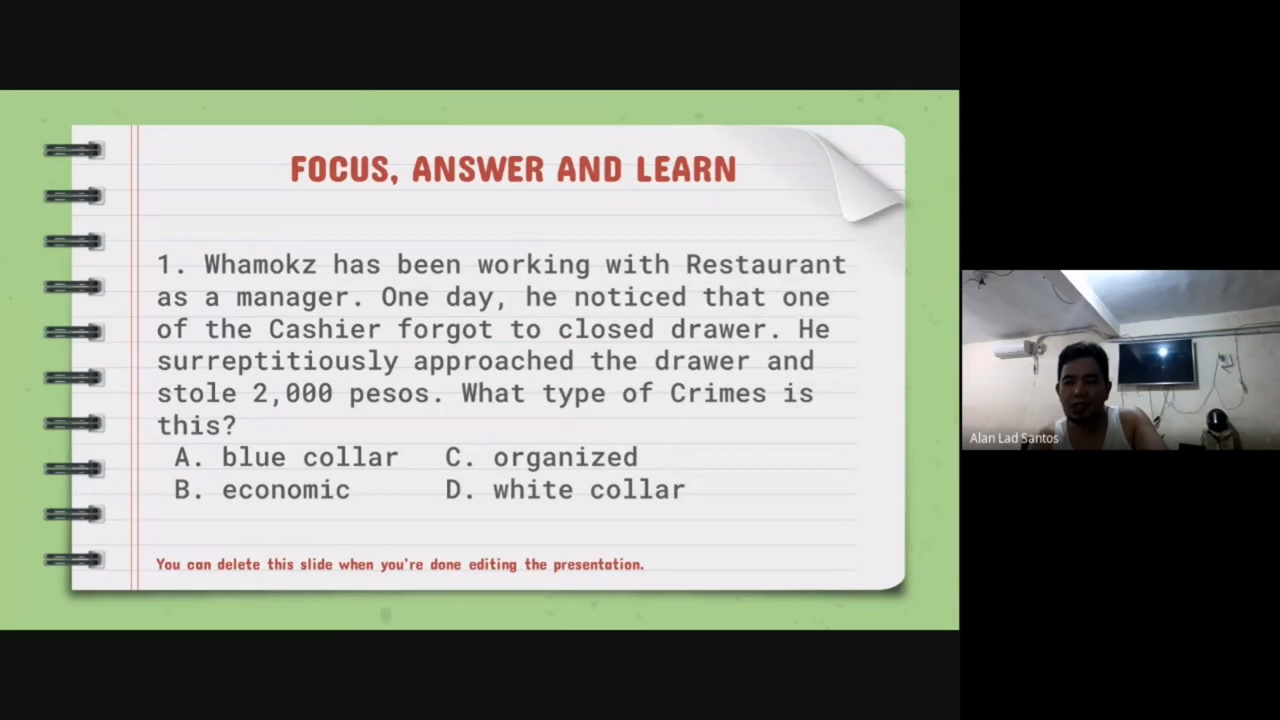 FOCUS, ANSWER AND LEARN
1. Whamokz has been working with Restaurant
as a manager. One day, he noticed that one
of the Cashier forgot to closed drawer. He
surreptitiously approached the drawer and
stole 2,000 pesos. What type of Crimes is
this?
A. blue collar C. organized
B. economic D. white collar
You can delete this slide when you're done editing the presentation.
Alan Lad Santos